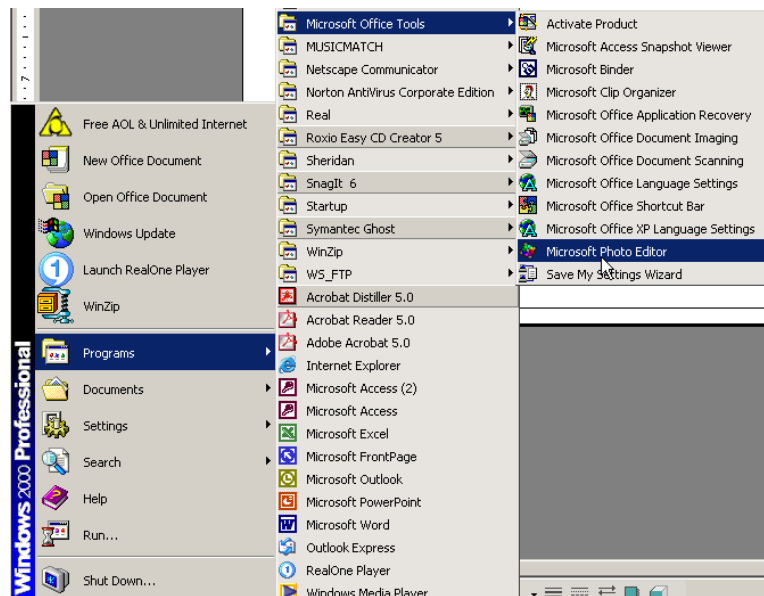 Windows 2000 Professional
Free AOL & Unlimited Internet
New Office Document
Open Office Document
Windows Update
Launch RealOne Player
WinZip
Programs
Documents
Settings
Search
Help
Run...
Shut Down...
Microsoft Office Tools
MUSICMATCH
Netscape Communicator
Norton AntiVirus Corporate Edition
Real
Roxio Easy CD Creator 5
Sheridan
SnagIt 6
Startup
Symantec Ghost
WinZip
WS_FTP
Acrobat Distiller 5.0
Acrobat Reader 5.0
Adobe Acrobat 5.0
Internet Explorer
Microsoft Access (2)
Microsoft Access
Microsoft Excel
Microsoft FrontPage
Microsoft Outlook
Microsoft PowerPoint
Microsoft Word
Outlook Express
RealOne Player
Windows Media Player
Activate Product
Microsoft Access Snapshot Viewer
Microsoft Binder
Microsoft Clip Organizer
Microsoft Office Application Recovery
Microsoft Office Document Imaging
Microsoft Office Document Scanning
Microsoft Office Language Settings
Microsoft Office Shortcut Bar
Microsoft Office XP Language Settings
Microsoft Photo Editor
Save My Settings Wizard